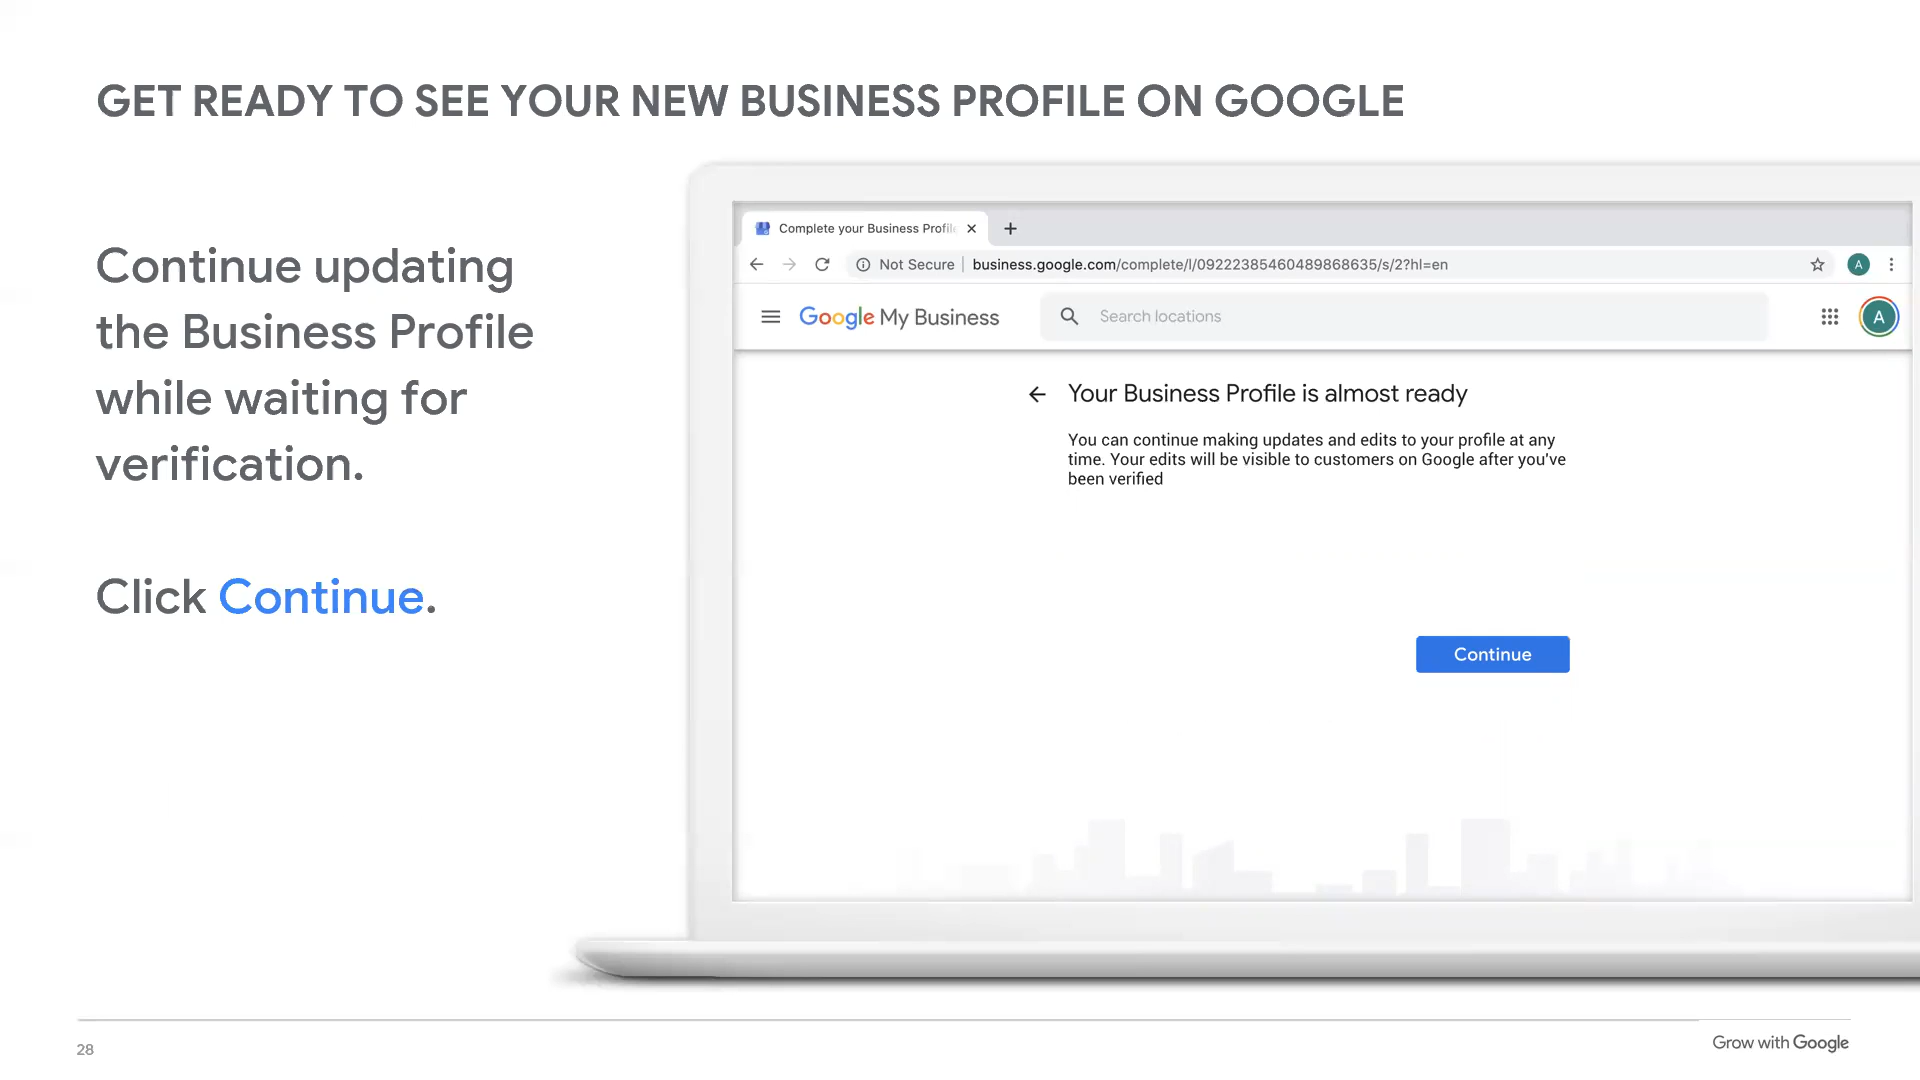 GET READY TO SEE YOUR NEW BUSINESS PROFILE ON GOOGLE
Continue updating
the Business Profile
while waiting for
verification.
Click Continue.
Complete your Business Profile
Not Secure | business.google.com/complete/l/09222385460489868635/s/2?hl=en
A
Google My Business
Search locations
A
Your Business Profile is almost ready
You can continue making updates and edits to your profile at any
time. Your edits will be visible to customers on Google after you've
been verified
Continue
28
Grow with Google